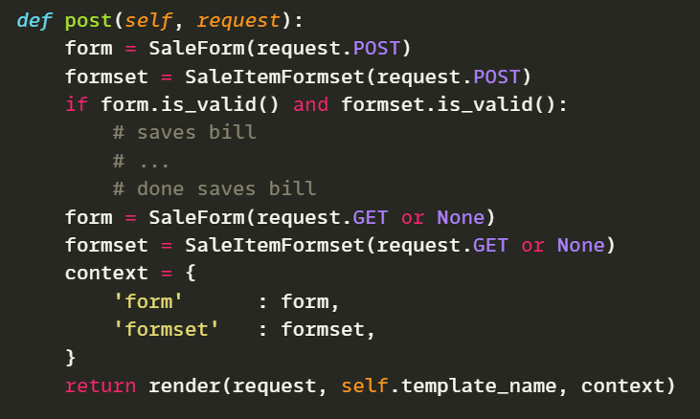 def post(self, request):
    form = SaleForm(request.POST)
    formset = SaleItemFormset(request.POST)
    if form.is_valid() and formset.is_valid():
        # saves bill
        # ...
        # done saves bill
    form = SaleForm(request.GET or None)
    formset = SaleItemFormset(request.GET or None)
    context = {
        'form'      : form,
        'formset'   : formset,
    }
    return render(request, self.template_name, context)